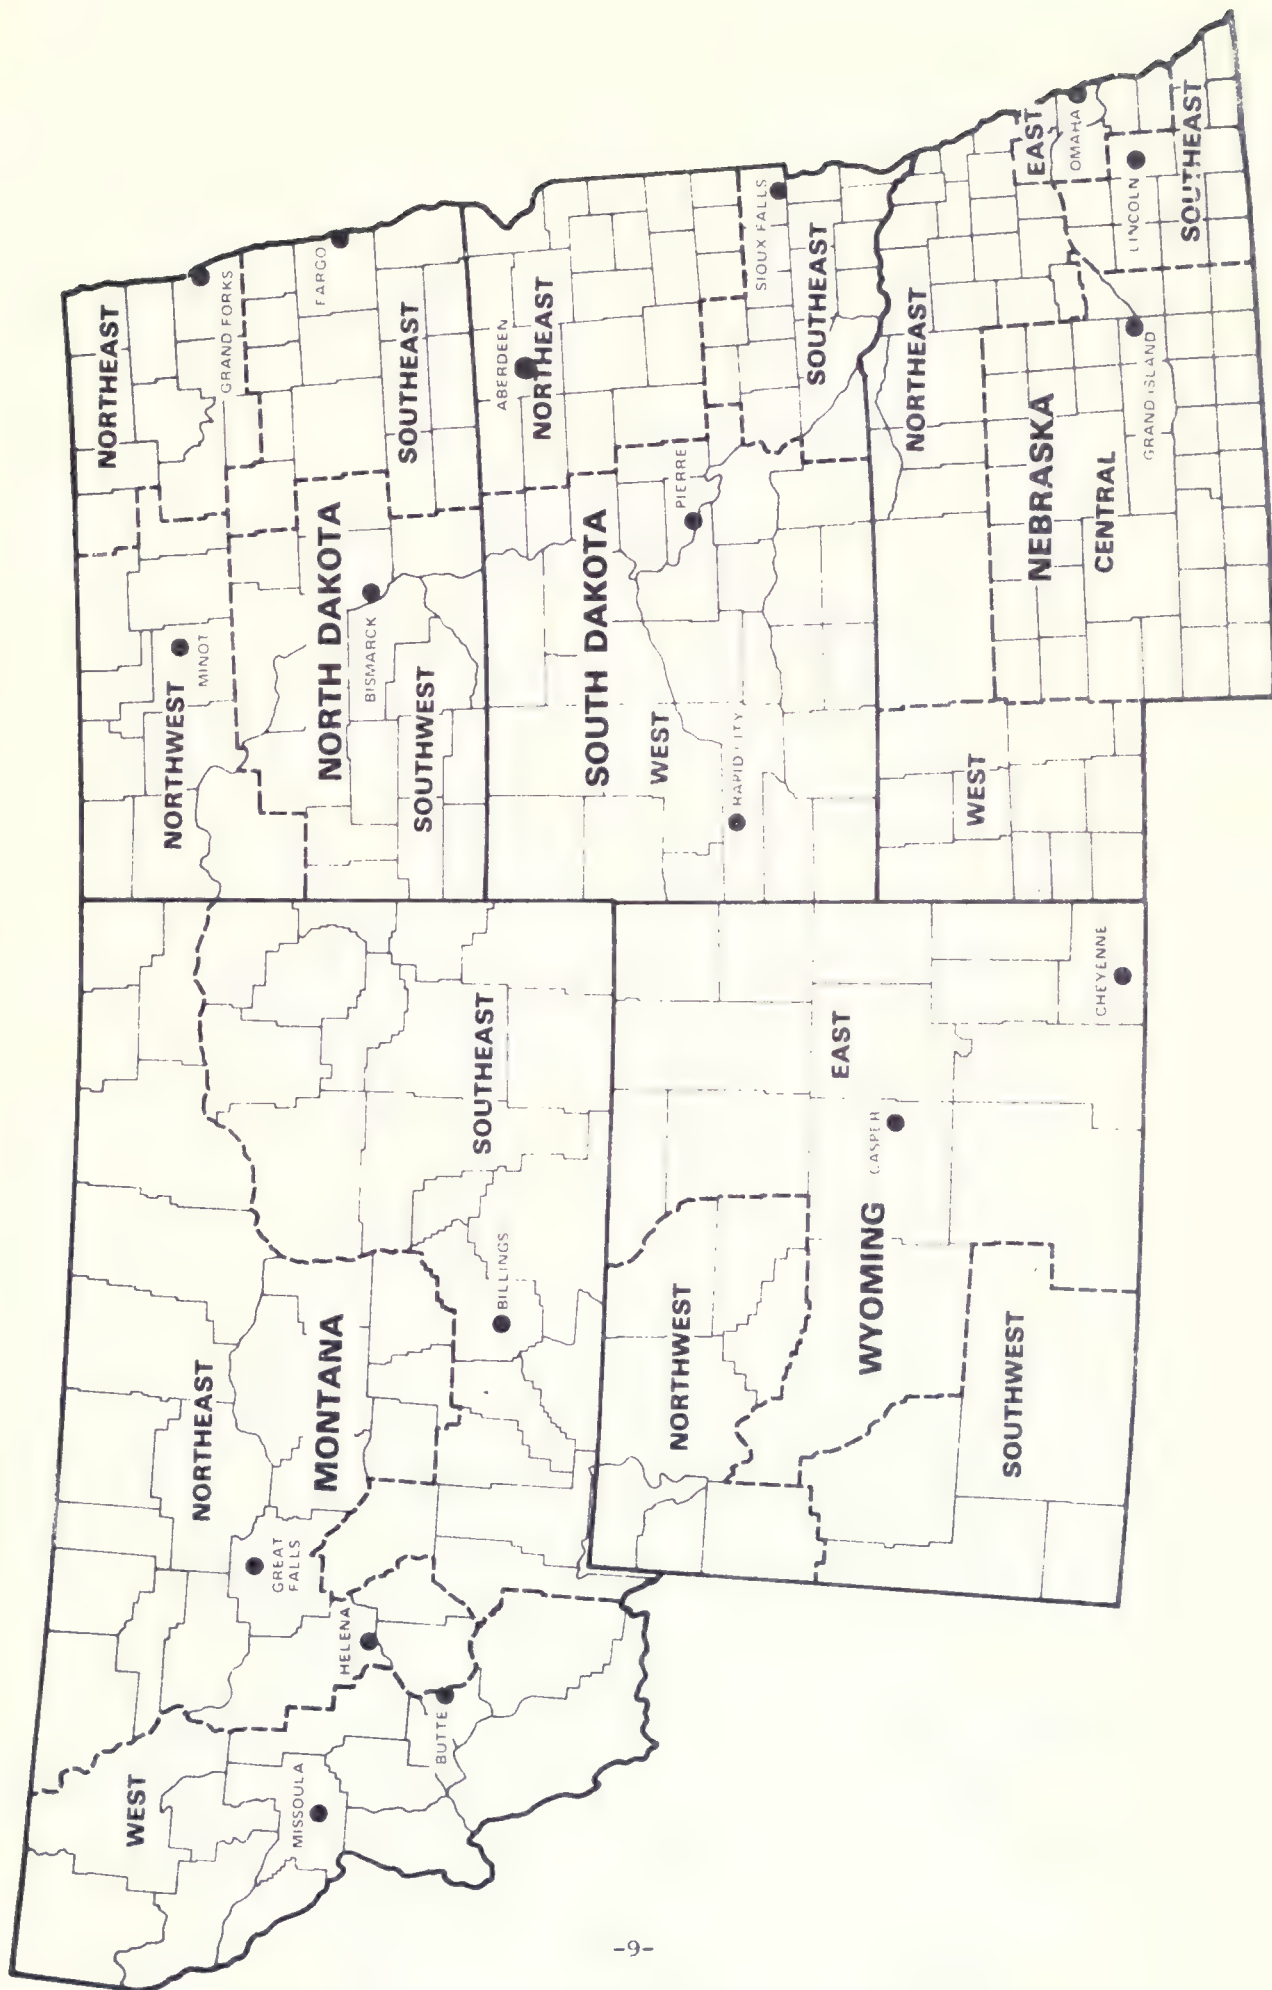 WEST
MISSOULA
BUTTE
HELENA
GREAT
FALLS
NORTHEAST
MONTANA
BILLINGS
SOUTHEAST
NORTHWEST
WYOMING
CASPER
EAST
SOUTHWEST
CHEYENNE
NORTHWEST
MINOT
NORTHEAST
GRAND FORKS
NORTH DAKOTA
BISMARCK
FARGO
SOUTHWEST
SOUTHEAST
ABERDEEN
NORTHEAST
SOUTH DAKOTA
WEST
PIERRE
RAPID CITY
SIOUX FALLS
SOUTHEAST
NORTHEAST
WEST
NEBRASKA
CENTRAL
GRAND ISLAND
EAST
OMAHA
LINCOLN
SOUTHEAST
-9-